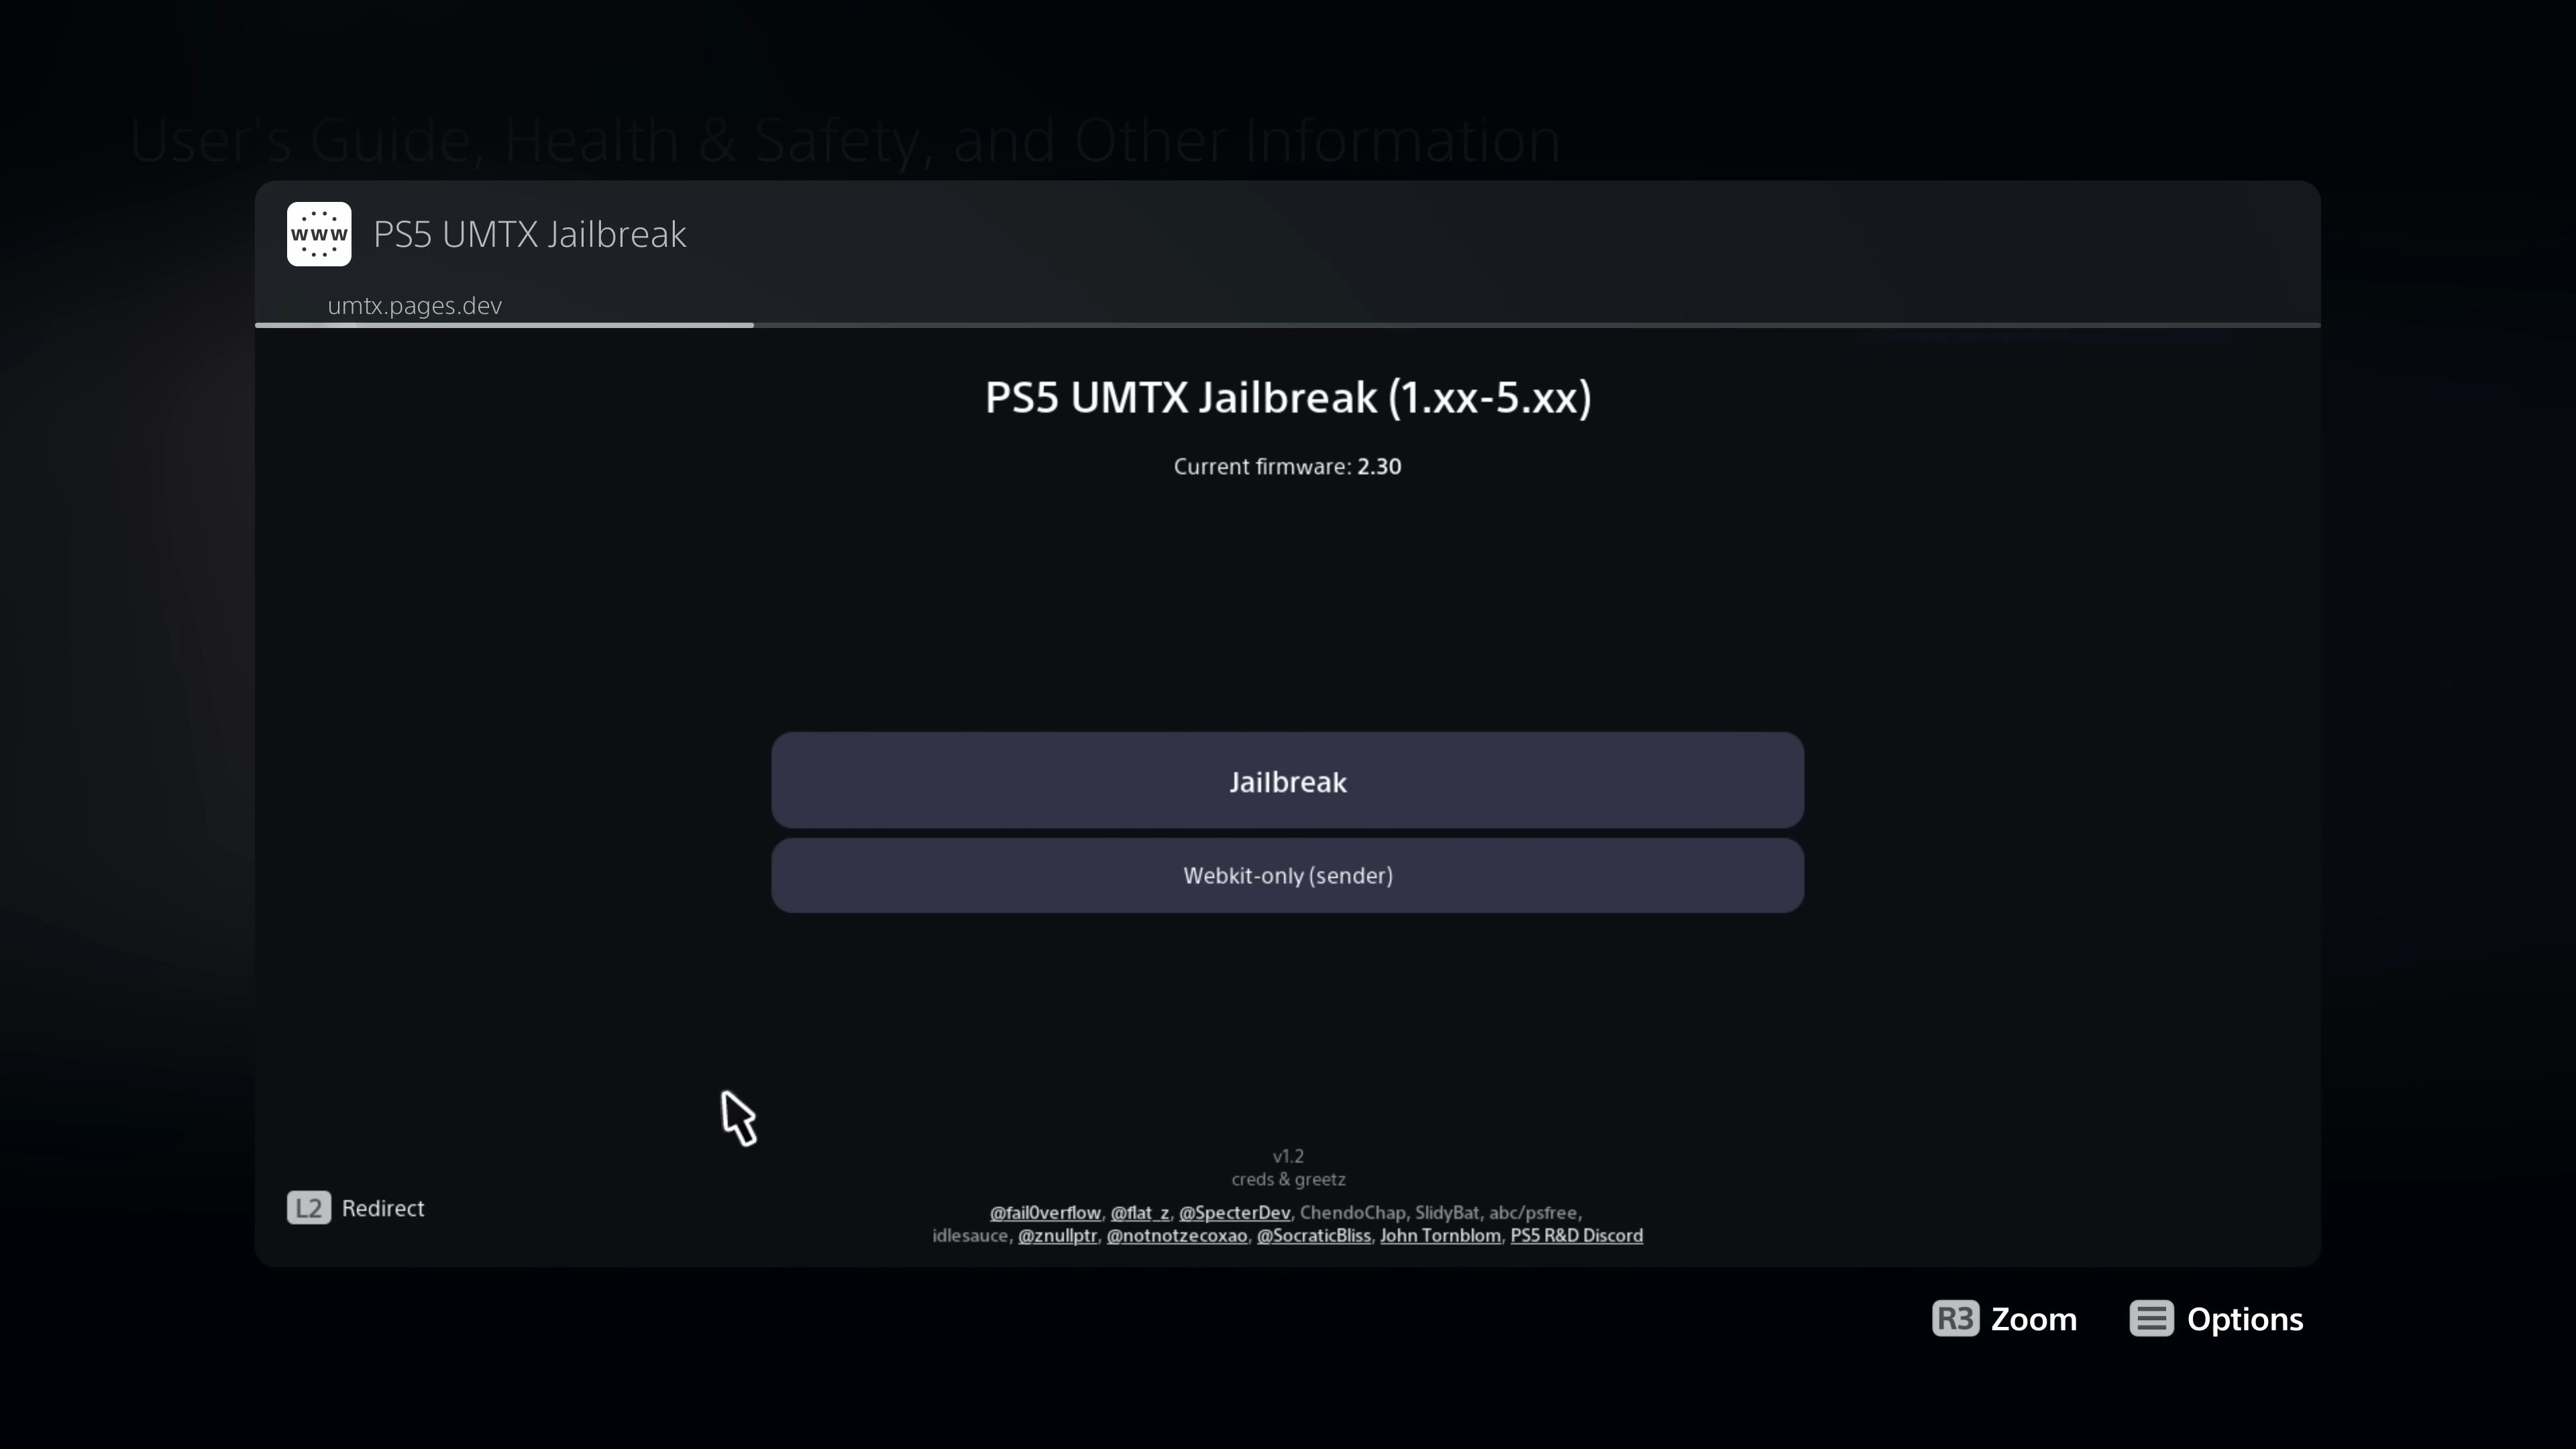 User's Guide, Health & Safety, and Other Information
www
PS5 UMTX Jailbreak
umtx.pages.dev
PS5 UMTX Jailbreak (1.xx-5.xx)
Current firmware: 2.30
Jailbreak
Webkit-only (sender)
v1.2
creds & greetz
L2 Redirect
@fail0verflow, @flat_z, @SpecterDev, ChendoChap, SlidyBat, abc/psfree,
idlesauce, @znullptr, @notnotzecoxao, @SocraticBliss, John Tornblom, PS5 R&D Discord
R3 Zoom
Options